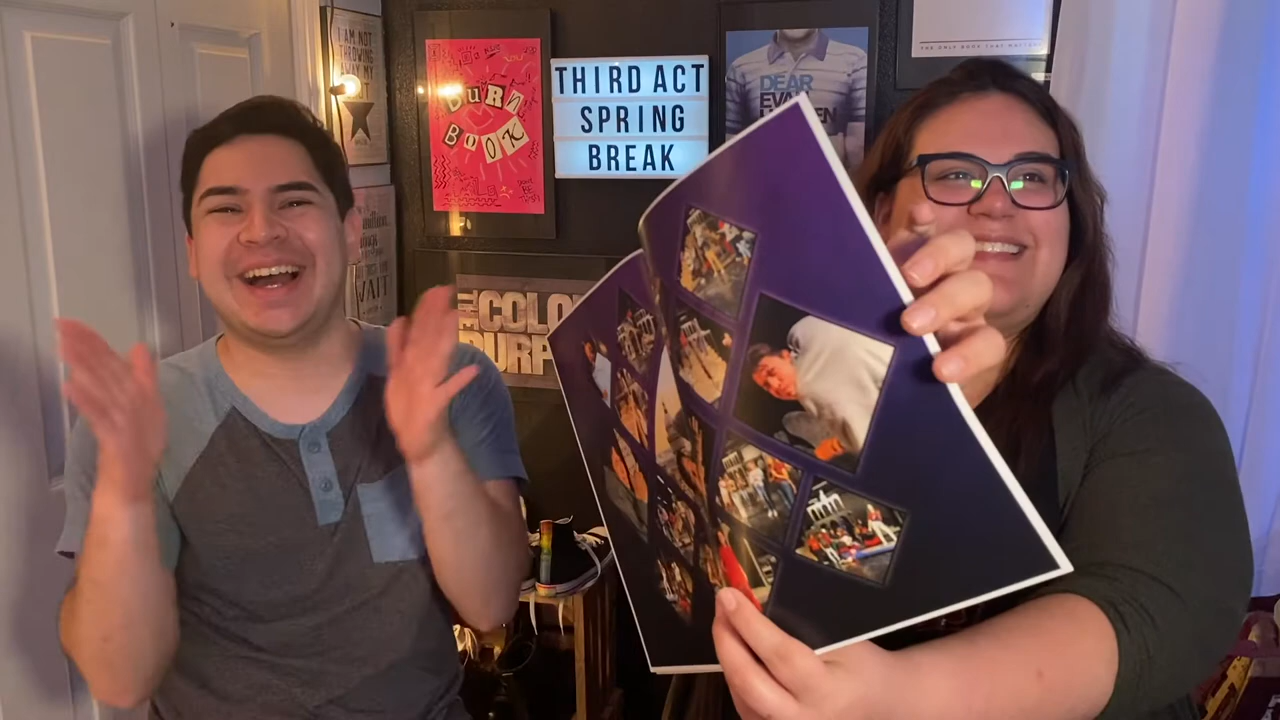 I AM NOT
THROWING
AWAY MY
BURN
BOOK
THIRD ACT
SPRING
BREAK
DEAR
EVAN
THE ONLY BOOK THAT MATTERS
WAIT
THE COLO
PURP